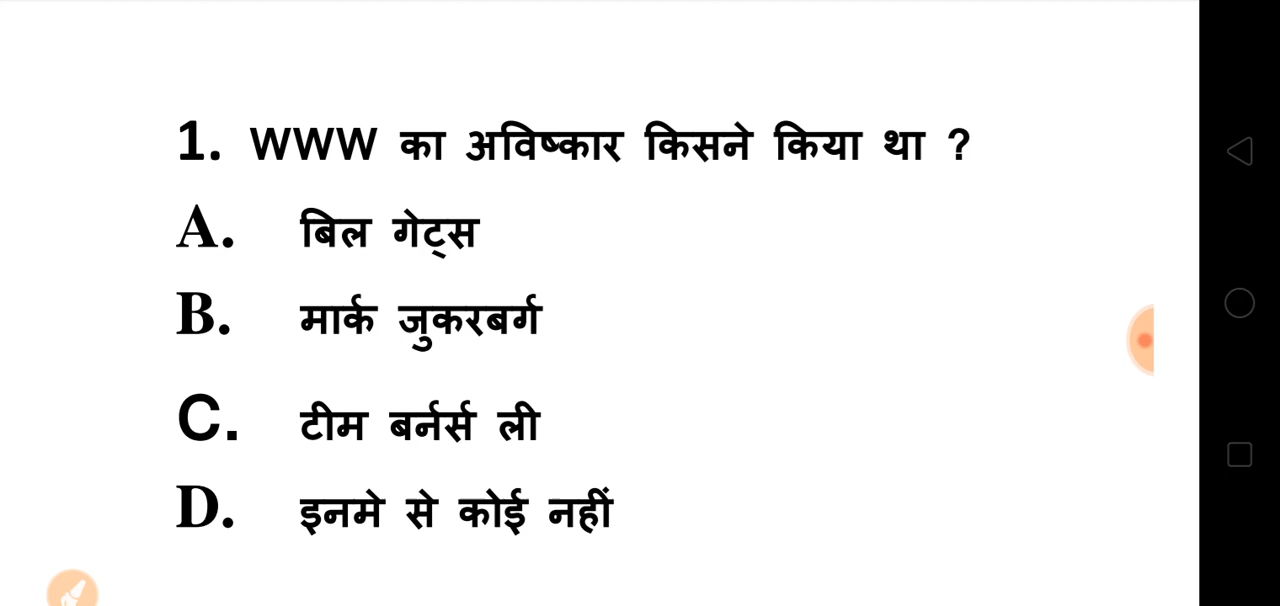 1. WWW का अविष्कार किसने किया था ?
A. बिल गेट्स
B. मार्क जुकरबर्ग
C. टीम बर्नर्स ली
D. इनमे से कोई नहीं